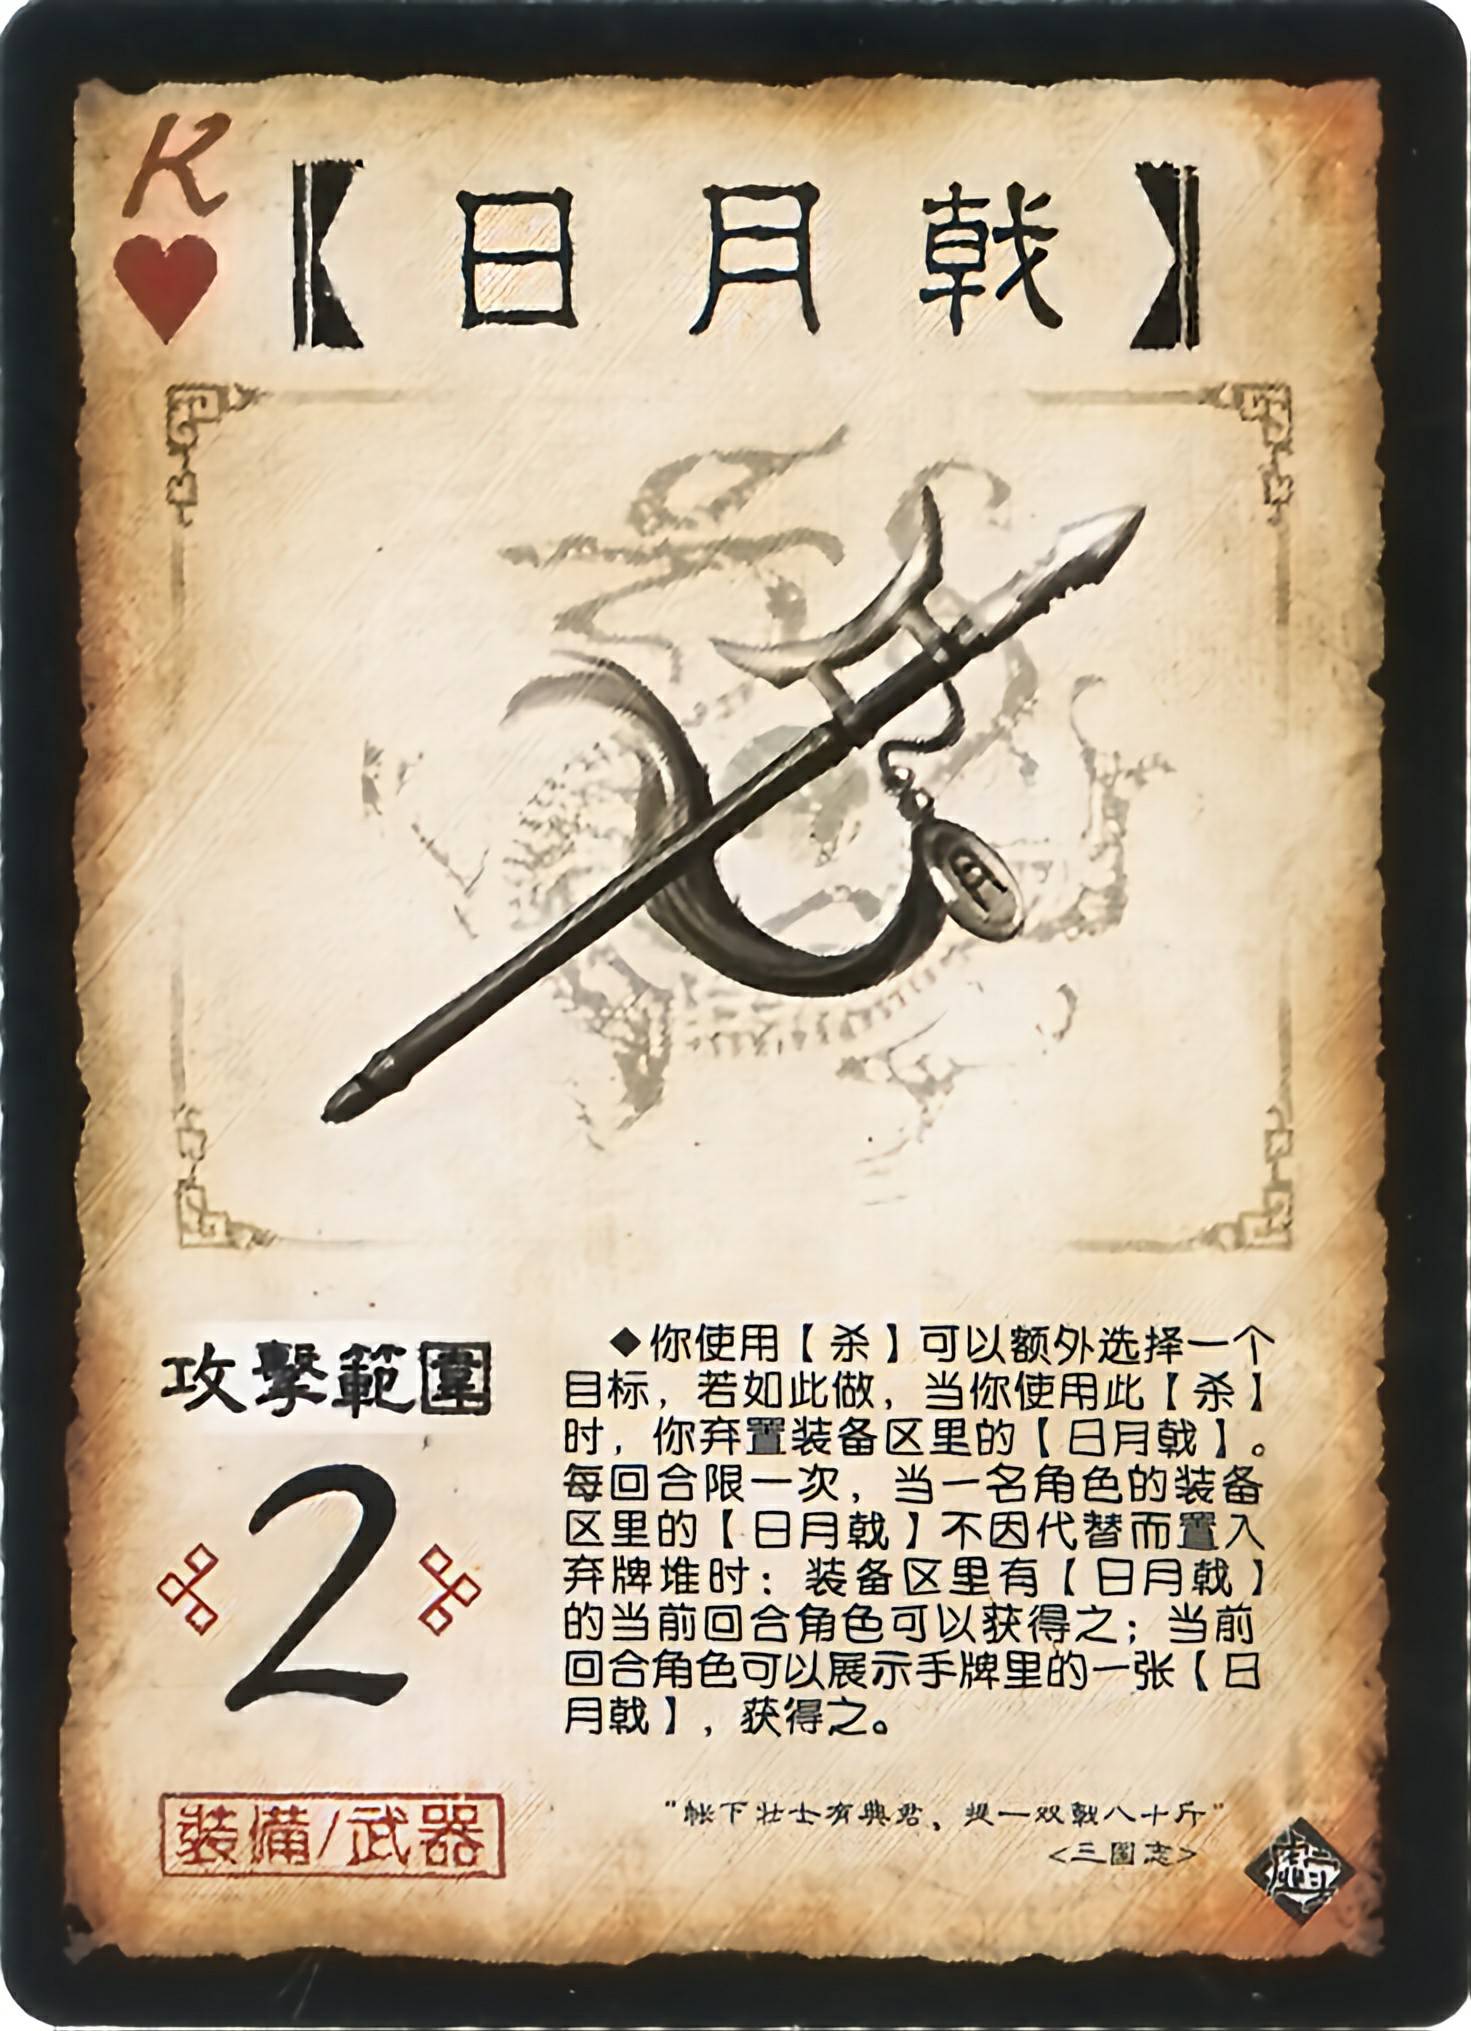 K
【日月戟】
攻擊範圍
2
◆你使用【杀】可以额外选择一个
目标，若如此做，当你使用此【杀】
时，你弃置装备区里的【日月戟】。
每回合限一次，当一名角色的装备
区里的【日月戟】不因代替而置入
弃牌堆时：装备区里有【日月戟】
的当前回合角色可以获得之；当前
回合角色可以展示手牌里的一张【日
月戟】，获得之。
装備/武器
"帐下壮士有典君、提一双戟八十斤"
<三國志>